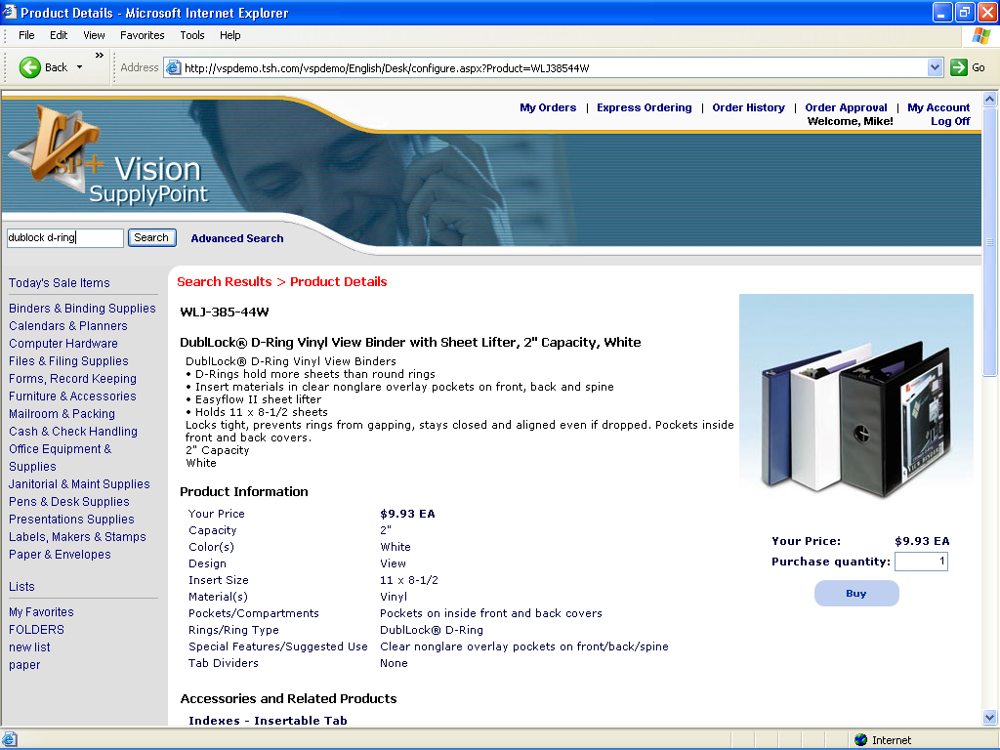 Product Details - Microsoft Internet Explorer
File Edit View Favorites Tools Help
Back » Address http://vspdemo.tsh.com/vspdemo/English/Desk/configure.aspx?Product=WLJ38544W Go
My Orders | Express Ordering | Order History | Order Approval | My Account
Welcome, Mike! Log Off
VSP+ Vision
SupplyPoint
dublock d-ring Search Advanced Search
Today's Sale Items
Binders & Binding Supplies
Calendars & Planners
Computer Hardware
Files & Filing Supplies
Forms, Record Keeping
Furniture & Accessories
Mailroom & Packing
Cash & Check Handling
Office Equipment &
Supplies
Janitorial & Maint Supplies
Pens & Desk Supplies
Presentations Supplies
Labels, Makers & Stamps
Paper & Envelopes
Lists
My Favorites
FOLDERS
new list
paper
Search Results > Product Details
WLJ-385-44W
DublLock® D-Ring Vinyl View Binder with Sheet Lifter, 2" Capacity, White
DublLock® D-Ring Vinyl View Binders
• D-Rings hold more sheets than round rings
• Insert materials in clear nonglare overlay pockets on front, back and spine
• Easyflow II sheet lifter
• Holds 11 x 8-1/2 sheets
Locks tight, prevents rings from gapping, stays closed and aligned even if dropped. Pockets inside
front and back covers.
2" Capacity
White
Product Information
Your Price $9.93 EA
Capacity 2"
Color(s) White
Design View
Insert Size 11 x 8-1/2
Material(s) Vinyl
Pockets/Compartments Pockets on inside front and back covers
Rings/Ring Type DublLock® D-Ring
Special Features/Suggested Use Clear nonglare overlay pockets on front/back/spine
Tab Dividers None
Accessories and Related Products
Indexes - Insertable Tab
VIEW BINDER
Your Price: $9.93 EA
Purchase quantity: 1
Buy
Internet